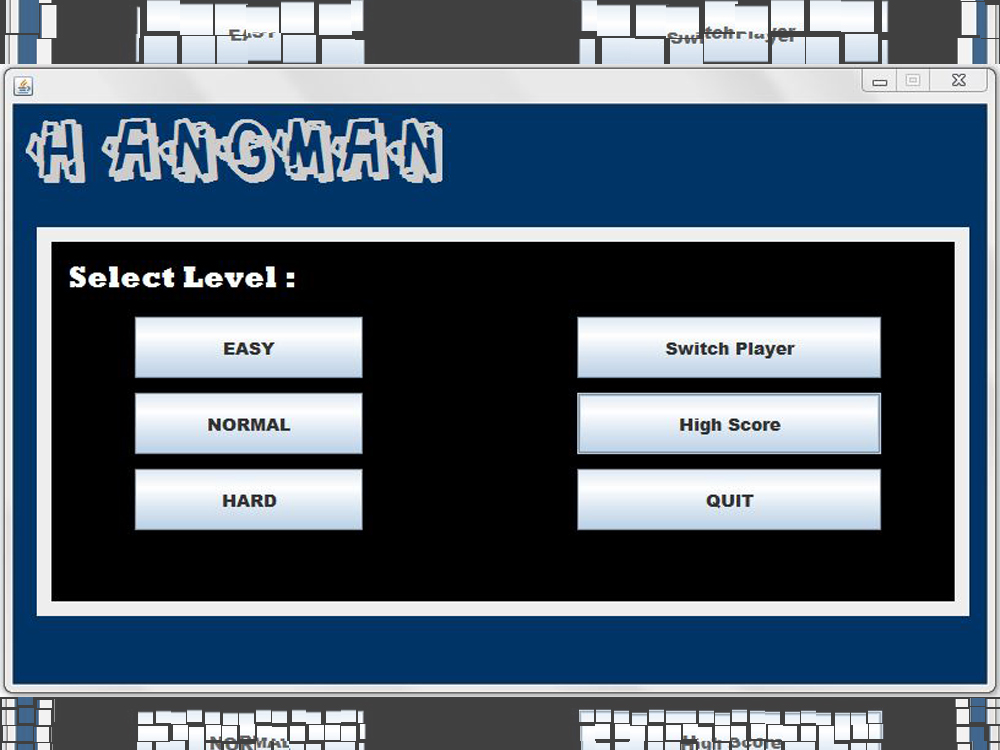 EASY Switch Player
H ANGMAN
Select Level :
EASY Switch Player
NORMAL High Score
HARD QUIT
NORMAL High Score